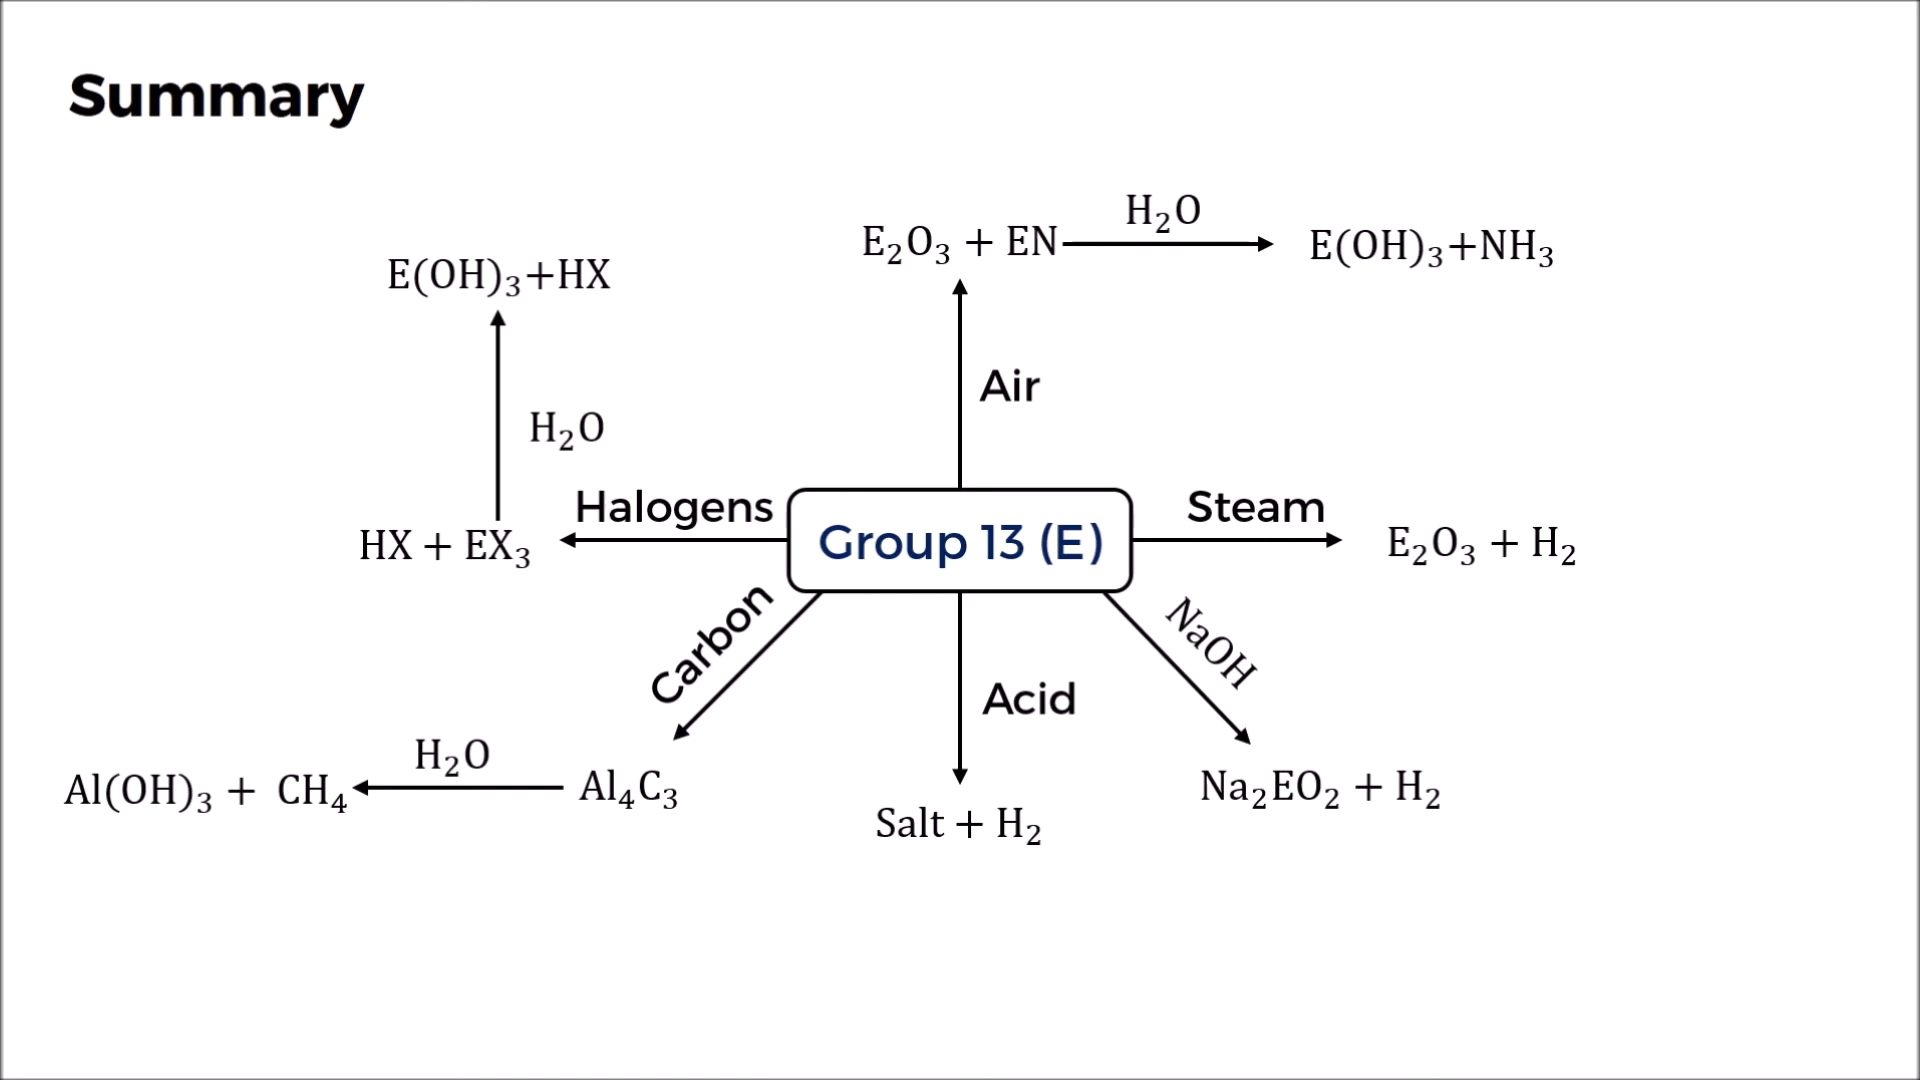 Summary
H₂O
E₂O₃ + EN
E(OH)₃+NH₃
E(OH)₃+HX
Air
H₂O
Halogens
Steam
HX + EX₃
Group 13 (E)
E₂O₃ + H₂
Carbon
NaOH
Acid
H₂O
Al(OH)₃ + CH₄
Al₄C₃
Na₂EO₂ + H₂
Salt + H₂